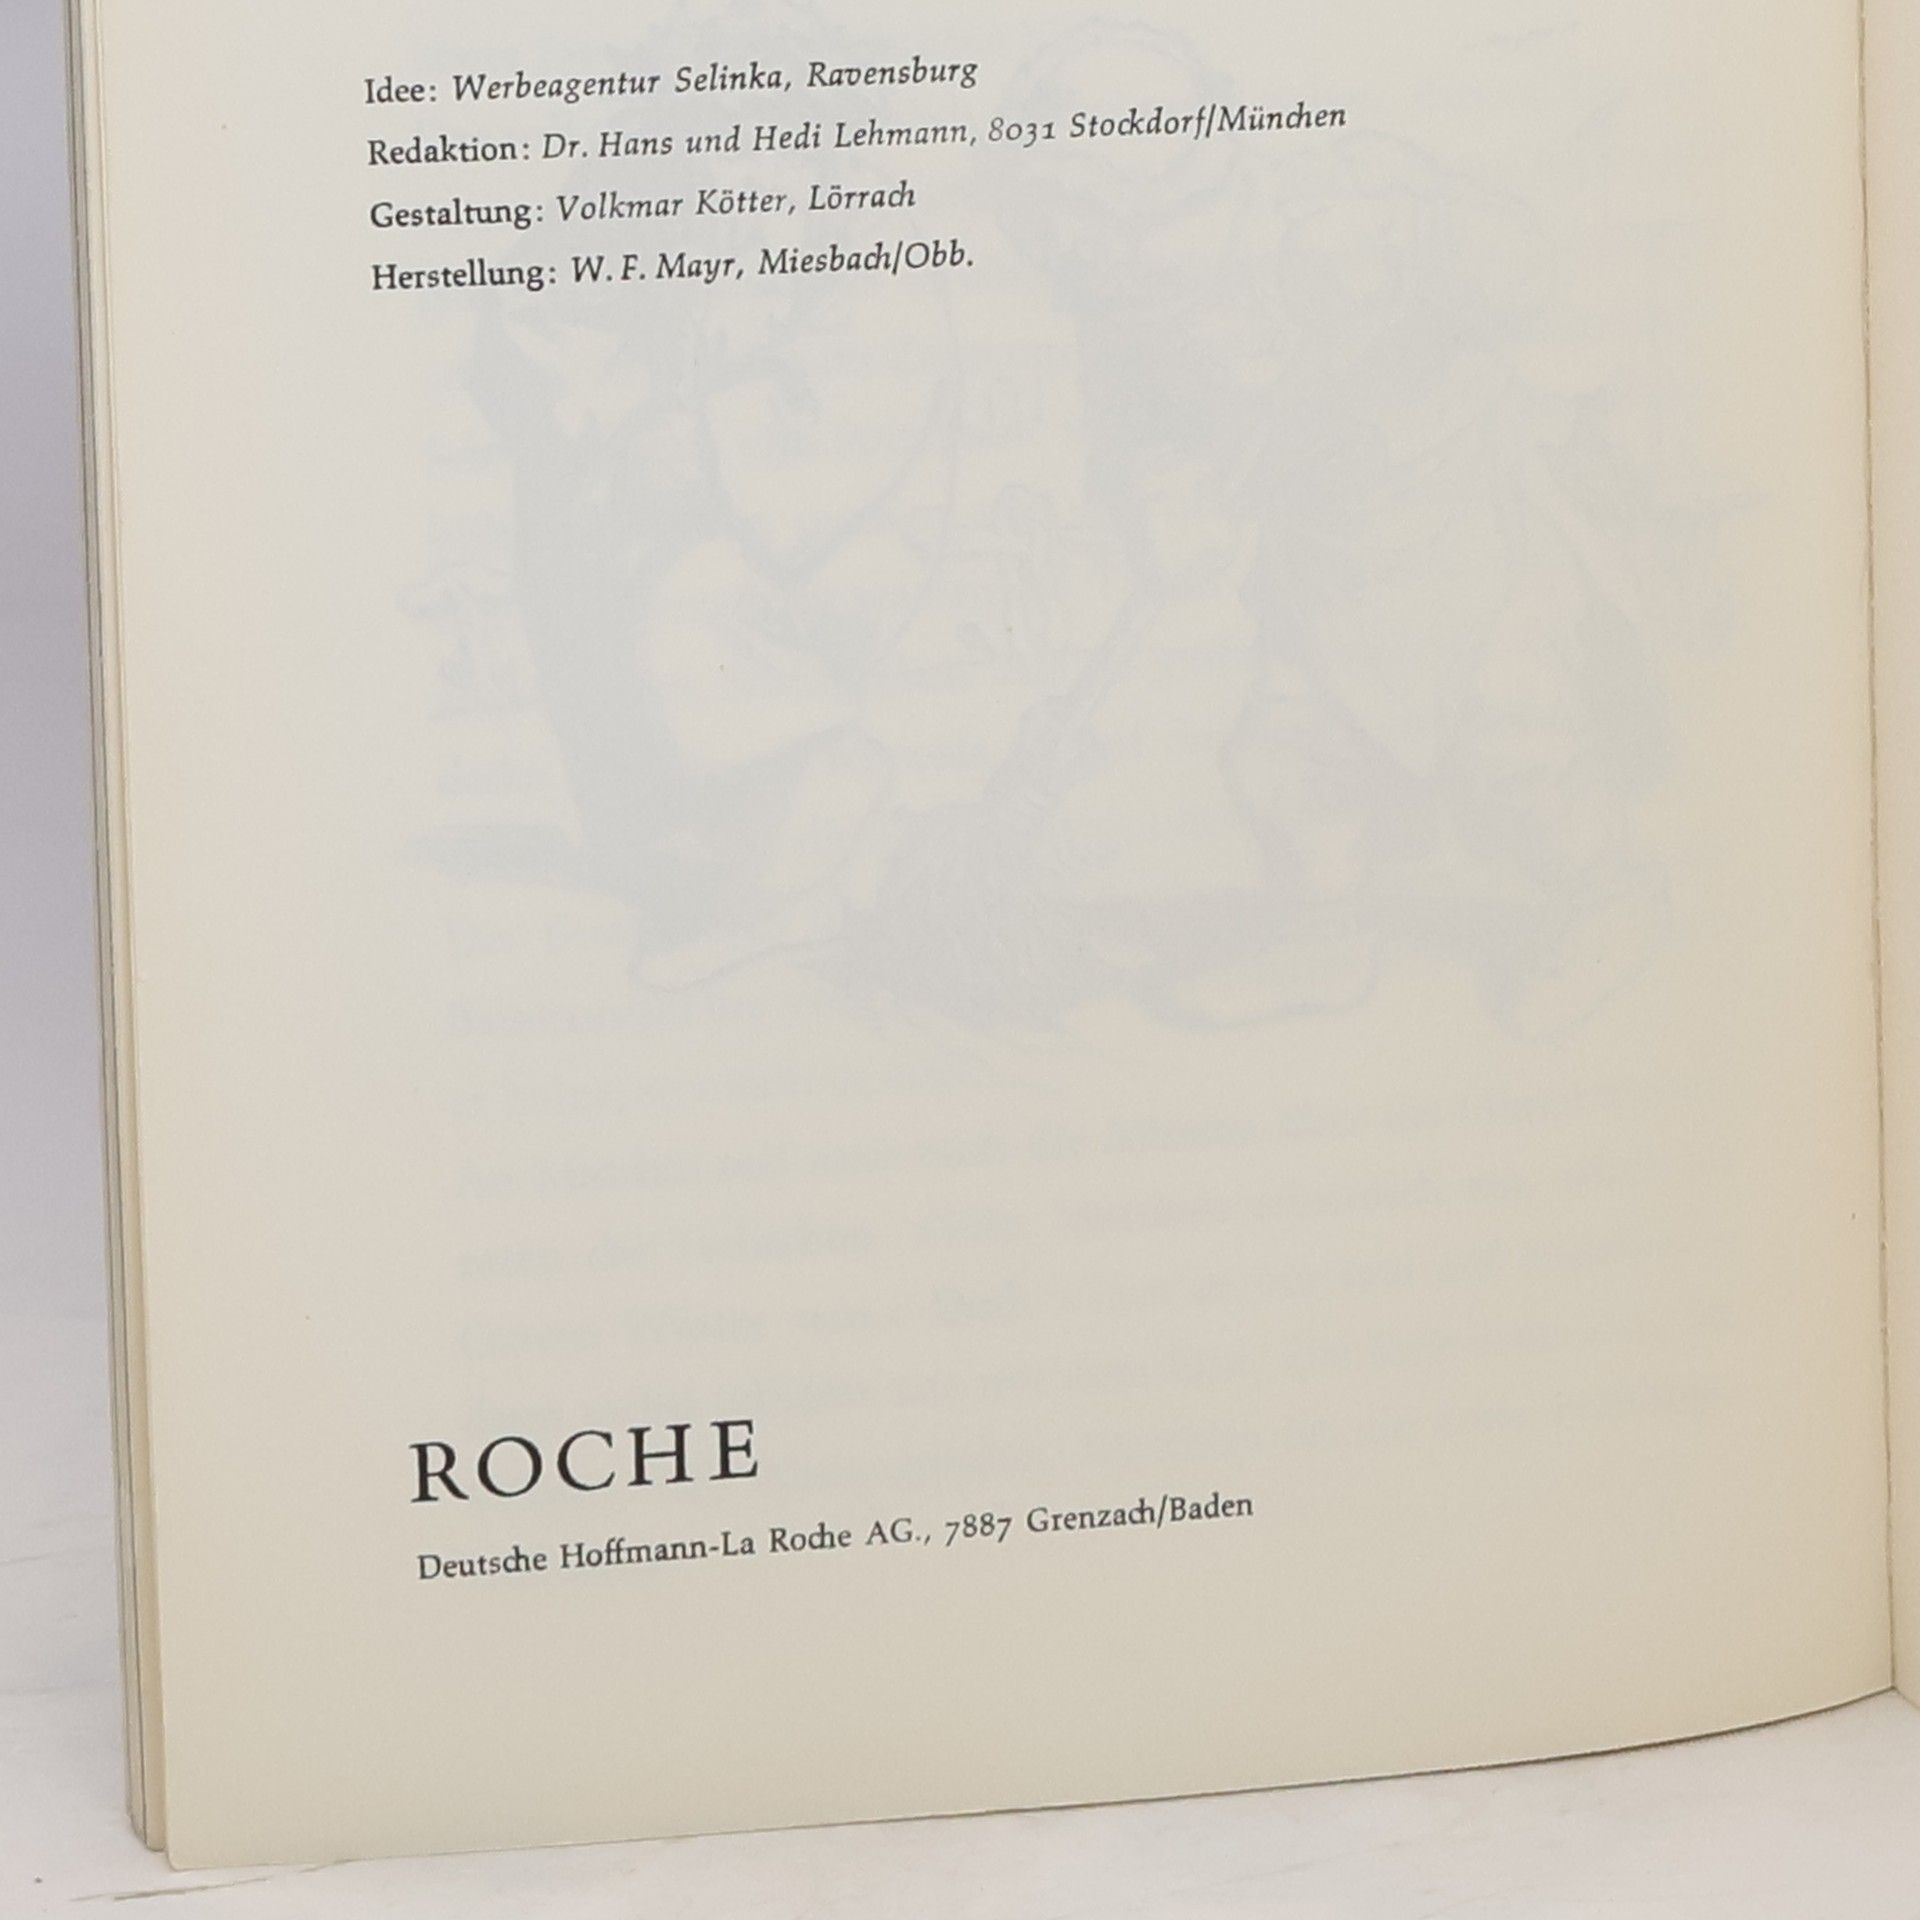 Idee: Werbeagentur Selinka, Ravensburg
Redaktion: Dr. Hans und Hedi Lehmann, 8031 Stockdorf/München
Gestaltung: Volkmar Kötter, Lörrach
Herstellung: W. F. Mayr, Miesbach/Obb.
ROCHE
Deutsche Hoffmann-La Roche AG., 7887 Grenzach/Baden